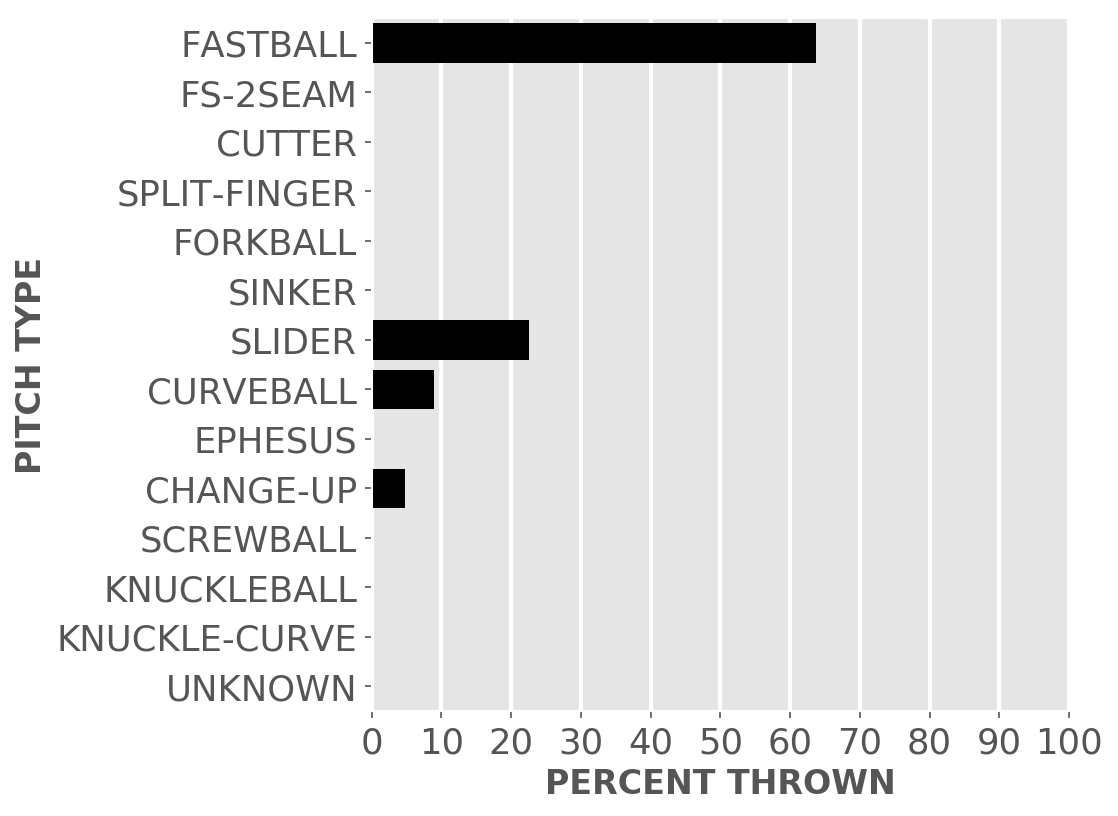 FASTBALL
FS-2SEAM
CUTTER
SPLIT-FINGER
FORKBALL
SINKER
SLIDER
CURVEBALL
EPHESUS
CHANGE-UP
SCREWBALL
KNUCKLEBALL
KNUCKLE-CURVE
UNKNOWN
PITCH TYPE
0 10 20 30 40 50 60 70 80 90 100
PERCENT THROWN